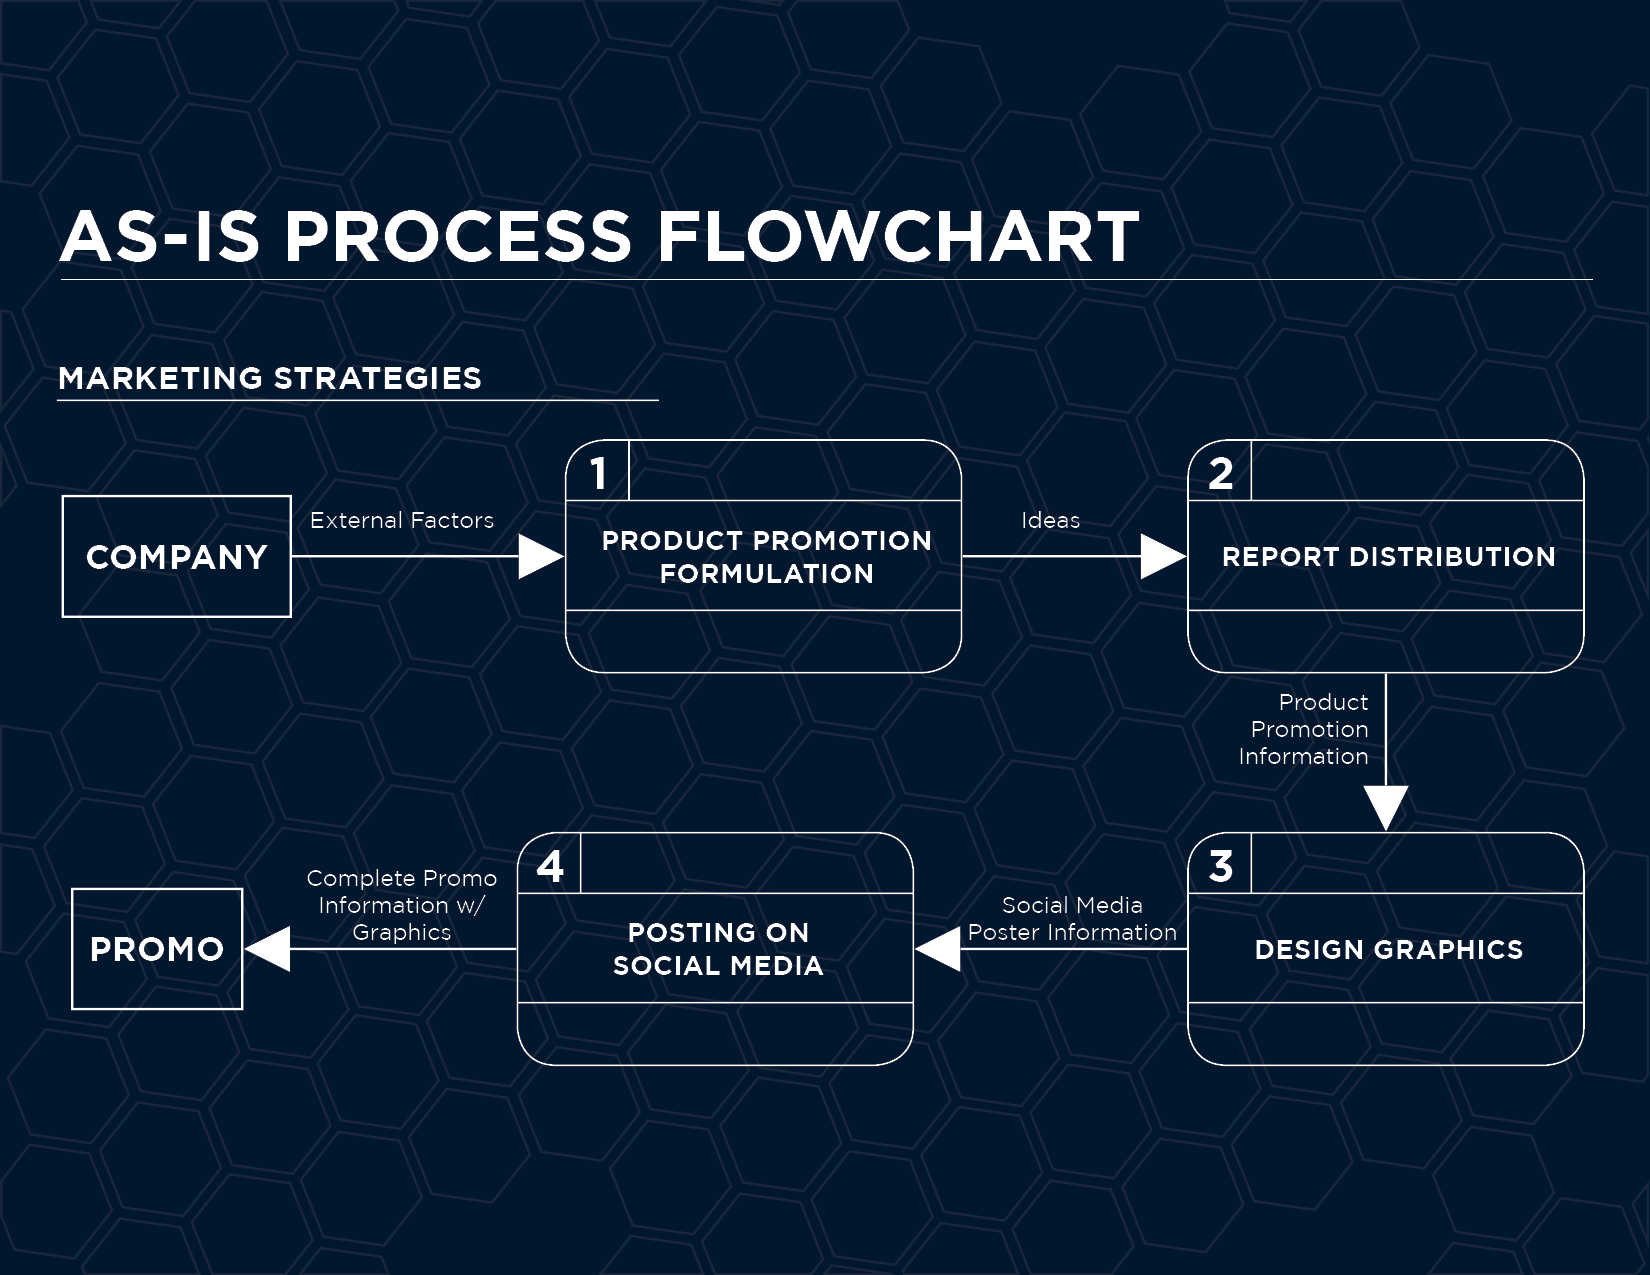 AS-IS PROCESS FLOWCHART
MARKETING STRATEGIES
COMPANY
External Factors
1
PRODUCT PROMOTION
FORMULATION
Ideas
2
REPORT DISTRIBUTION
Product
Promotion
Information
3
DESIGN GRAPHICS
Social Media
Poster Information
4
POSTING ON
SOCIAL MEDIA
Complete Promo
Information w/
Graphics
PROMO